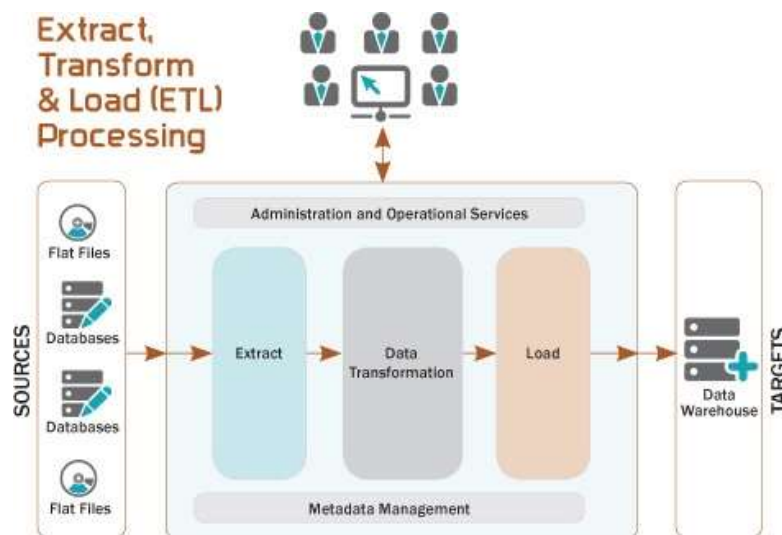 Extract,
Transform
& Load (ETL)
Processing
SOURCES
Flat Files
Databases
Databases
Flat Files
Administration and Operational Services
Extract
Data
Transformation
Load
Metadata Management
Data
Warehouse
TARGETS